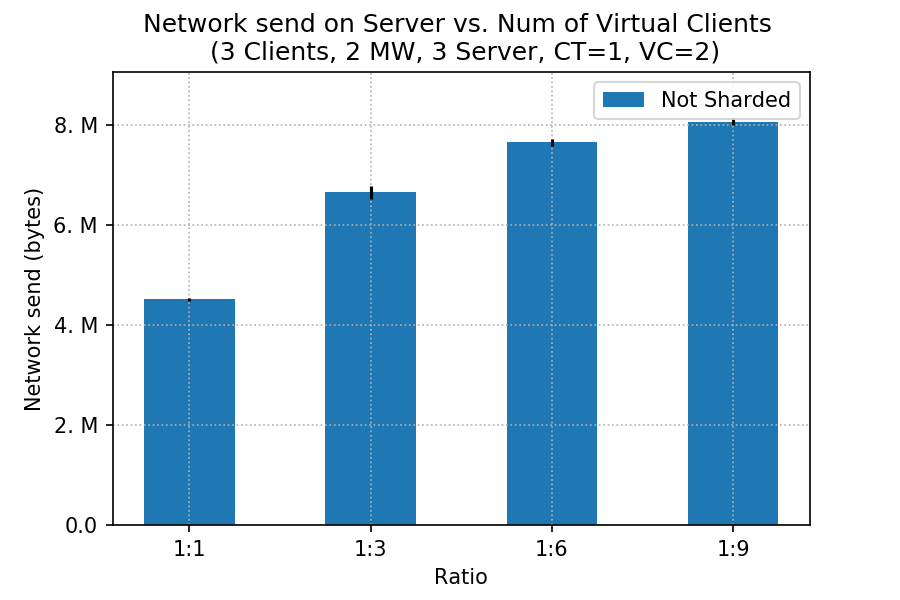 Network send on Server vs. Num of Virtual Clients
(3 Clients, 2 MW, 3 Server, CT=1, VC=2)
Not Sharded
8. M
6. M
4. M
2. M
0.0
Network send (bytes)
1:1 1:3 1:6 1:9
Ratio